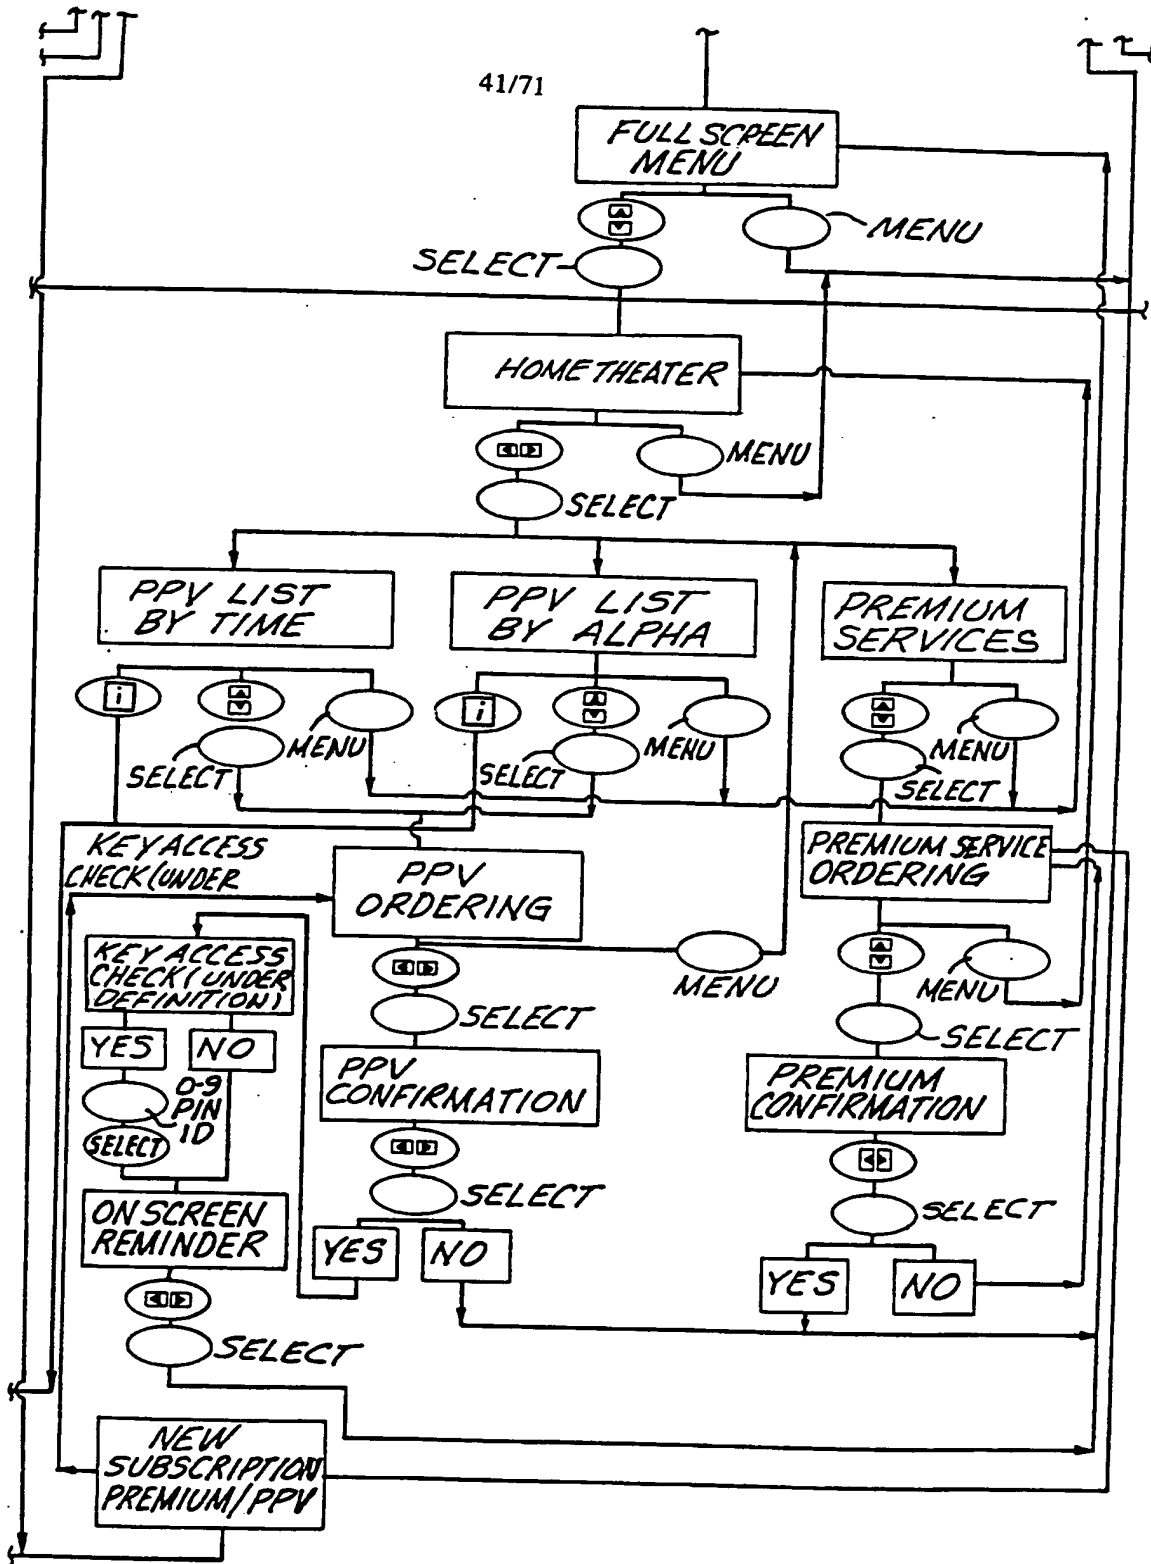 41/71
FULL SCREEN
MENU
MENU
SELECT
HOME THEATER
MENU
SELECT
PPV LIST
BY TIME
PPV LIST
BY ALPHA
PREMIUM
SERVICES
i
i
MENU
SELECT
MENU
SELECT
MENU
SELECT
KEY ACCESS
CHECK (UNDER
PPV
ORDERING
PREMIUM SERVICE
ORDERING
KEY ACCESS
CHECK (UNDER
DEFINITION)
MENU
MENU
SELECT
SELECT
YES
NO
PPV
CONFIRMATION
PREMIUM
CONFIRMATION
0-9
PIN
ID
SELECT
SELECT
SELECT
ON SCREEN
REMINDER
YES
NO
YES
NO
SELECT
NEW
SUBSCRIPTION
PREMIUM/PPV